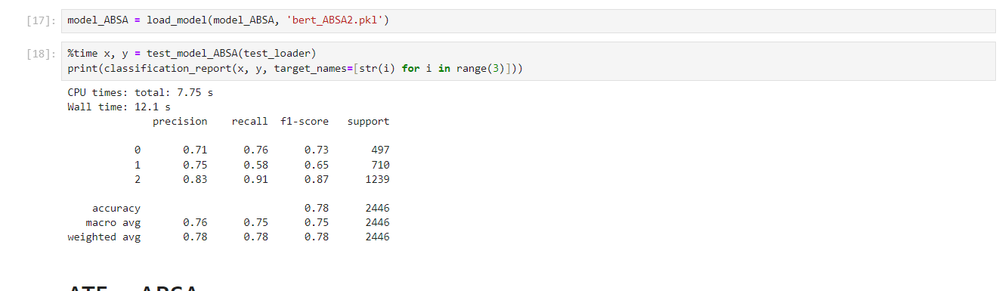 [17]: model_ABSA = load_model(model_ABSA, 'bert_ABSA2.pkl')
[18]: %time x, y = test_model_ABSA(test_loader)
print(classification_report(x, y, target_names=[str(i) for i in range(3)]))
CPU times: total: 7.75 s
Wall time: 12.1 s
precision recall f1-score support
0 0.71 0.76 0.73 497
1 0.75 0.58 0.65 710
2 0.83 0.91 0.87 1239
accuracy 0.78 2446
macro avg 0.76 0.75 0.75 2446
weighted avg 0.78 0.78 0.78 2446